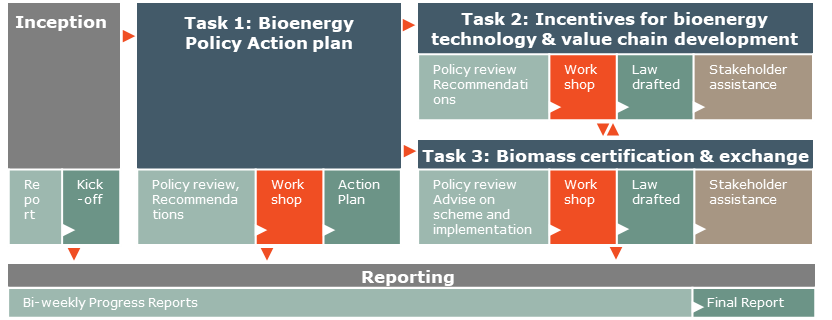 Inception
Re
po
rt
Kick
-off
Task 1: Bioenergy
Policy Action plan
Policy review,
Recommenda
tions
Work
shop
Action
Plan
Task 2: Incentives for bioenergy
technology & value chain development
Policy review
Recommendati
ons
Work
shop
Law
drafted
Stakeholder
assistance
Task 3: Biomass certification & exchange
Policy review
Advise on
scheme and
implementation
Work
shop
Law
drafted
Stakeholder
assistance
Reporting
Bi-weekly Progress Reports
Final Report